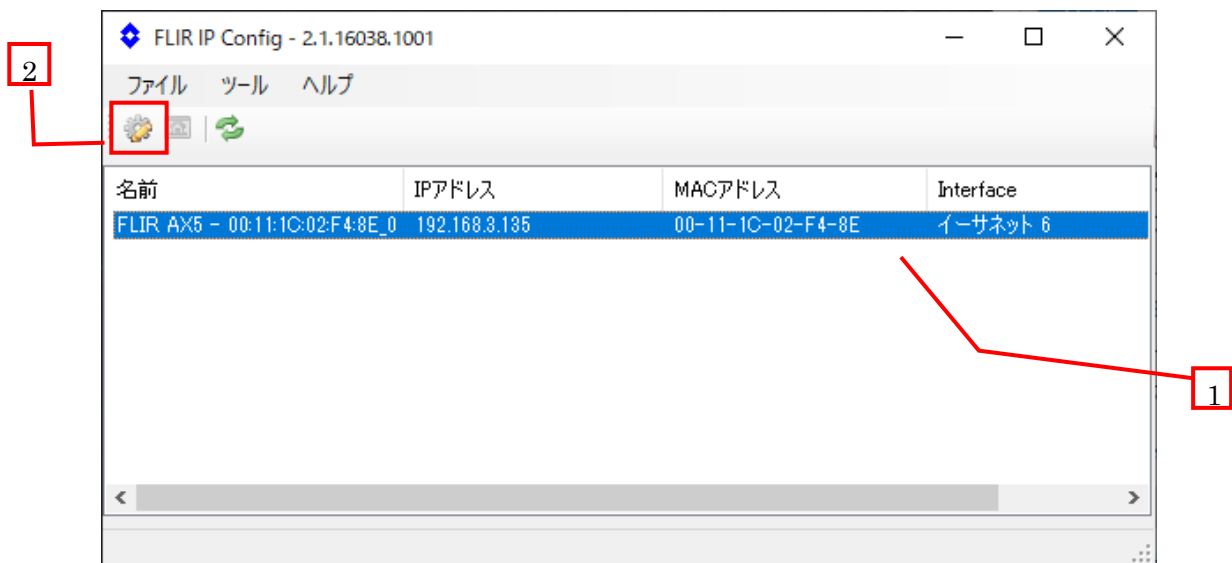 FLIR IP Config - 2.1.16038.1001
2
ファイル ツール ヘルプ
名前 IPアドレス MACアドレス Interface
FLIR AX5 - 00:11:1C:02:F4:8E_0 192.168.3.135 00-11-1C-02-F4-8E イーサネット 6
1